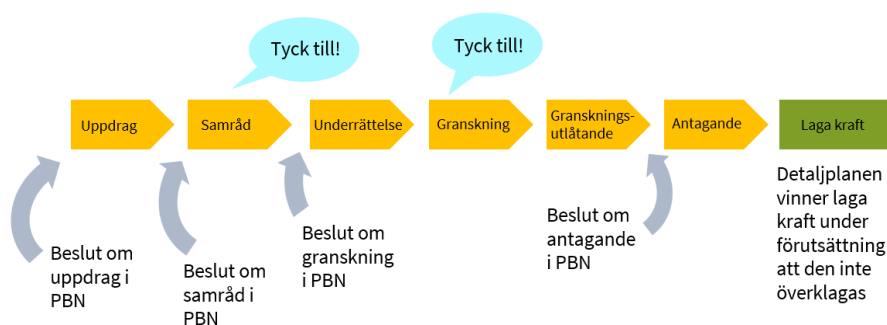 Tyck till!
Tyck till!
Uppdrag
Samråd
Underrättelse
Granskning
Gransknings-
utlåtande
Antagande
Laga kraft
Beslut om
uppdrag i
PBN
Beslut om
samråd i
PBN
Beslut om
granskning
i PBN
Beslut om
antagande
i PBN
Detaljplanen
vinner laga
kraft under
förutsättning
att den inte
överklagas